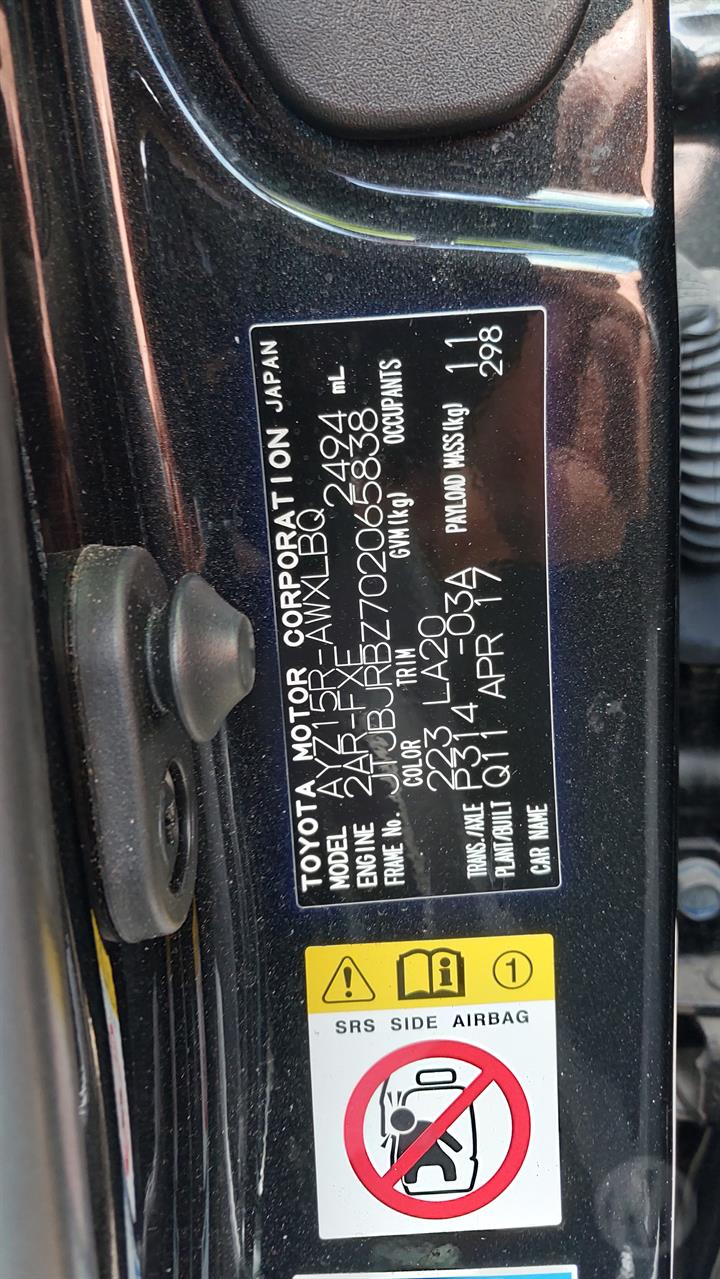 TOYOTA MOTOR CORPORATION JAPAN
MODEL AYZ15R-AWXLBQ
ENGINE 2AR-FXE 2494 mL
FRAME No. JTJBJRBZ702065838
COLOR TRIM GVM(kg) OCCUPANTS
223 LA20
TRANS./AXLE P314 -03A PAYLOAD MASS(kg) 11
PLANT/BUILT Q11 APR 17 298
CAR NAME
1
SRS SIDE AIRBAG